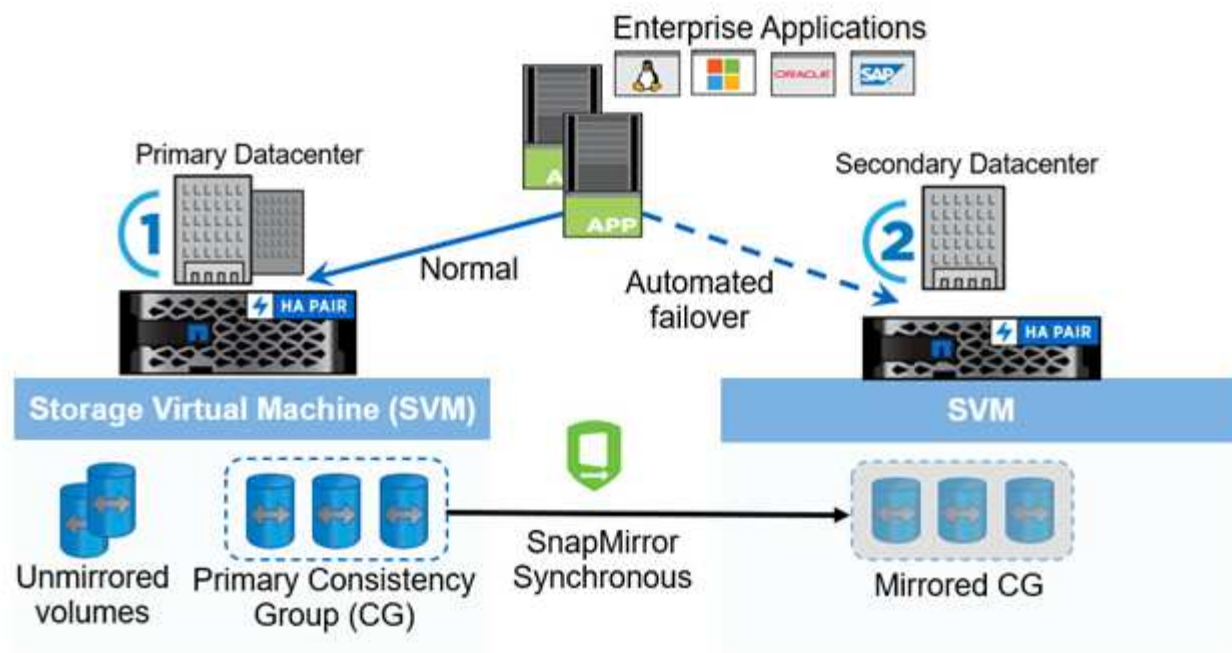 Enterprise Applications
ORACLE
SAP
Primary Datacenter
Secondary Datacenter
1
A
APP
2
Normal
Automated
failover
HA PAIR
HA PAIR
Storage Virtual Machine (SVM)
SVM
Unmirrored
volumes
Primary Consistency
Group (CG)
SnapMirror
Synchronous
Mirrored CG